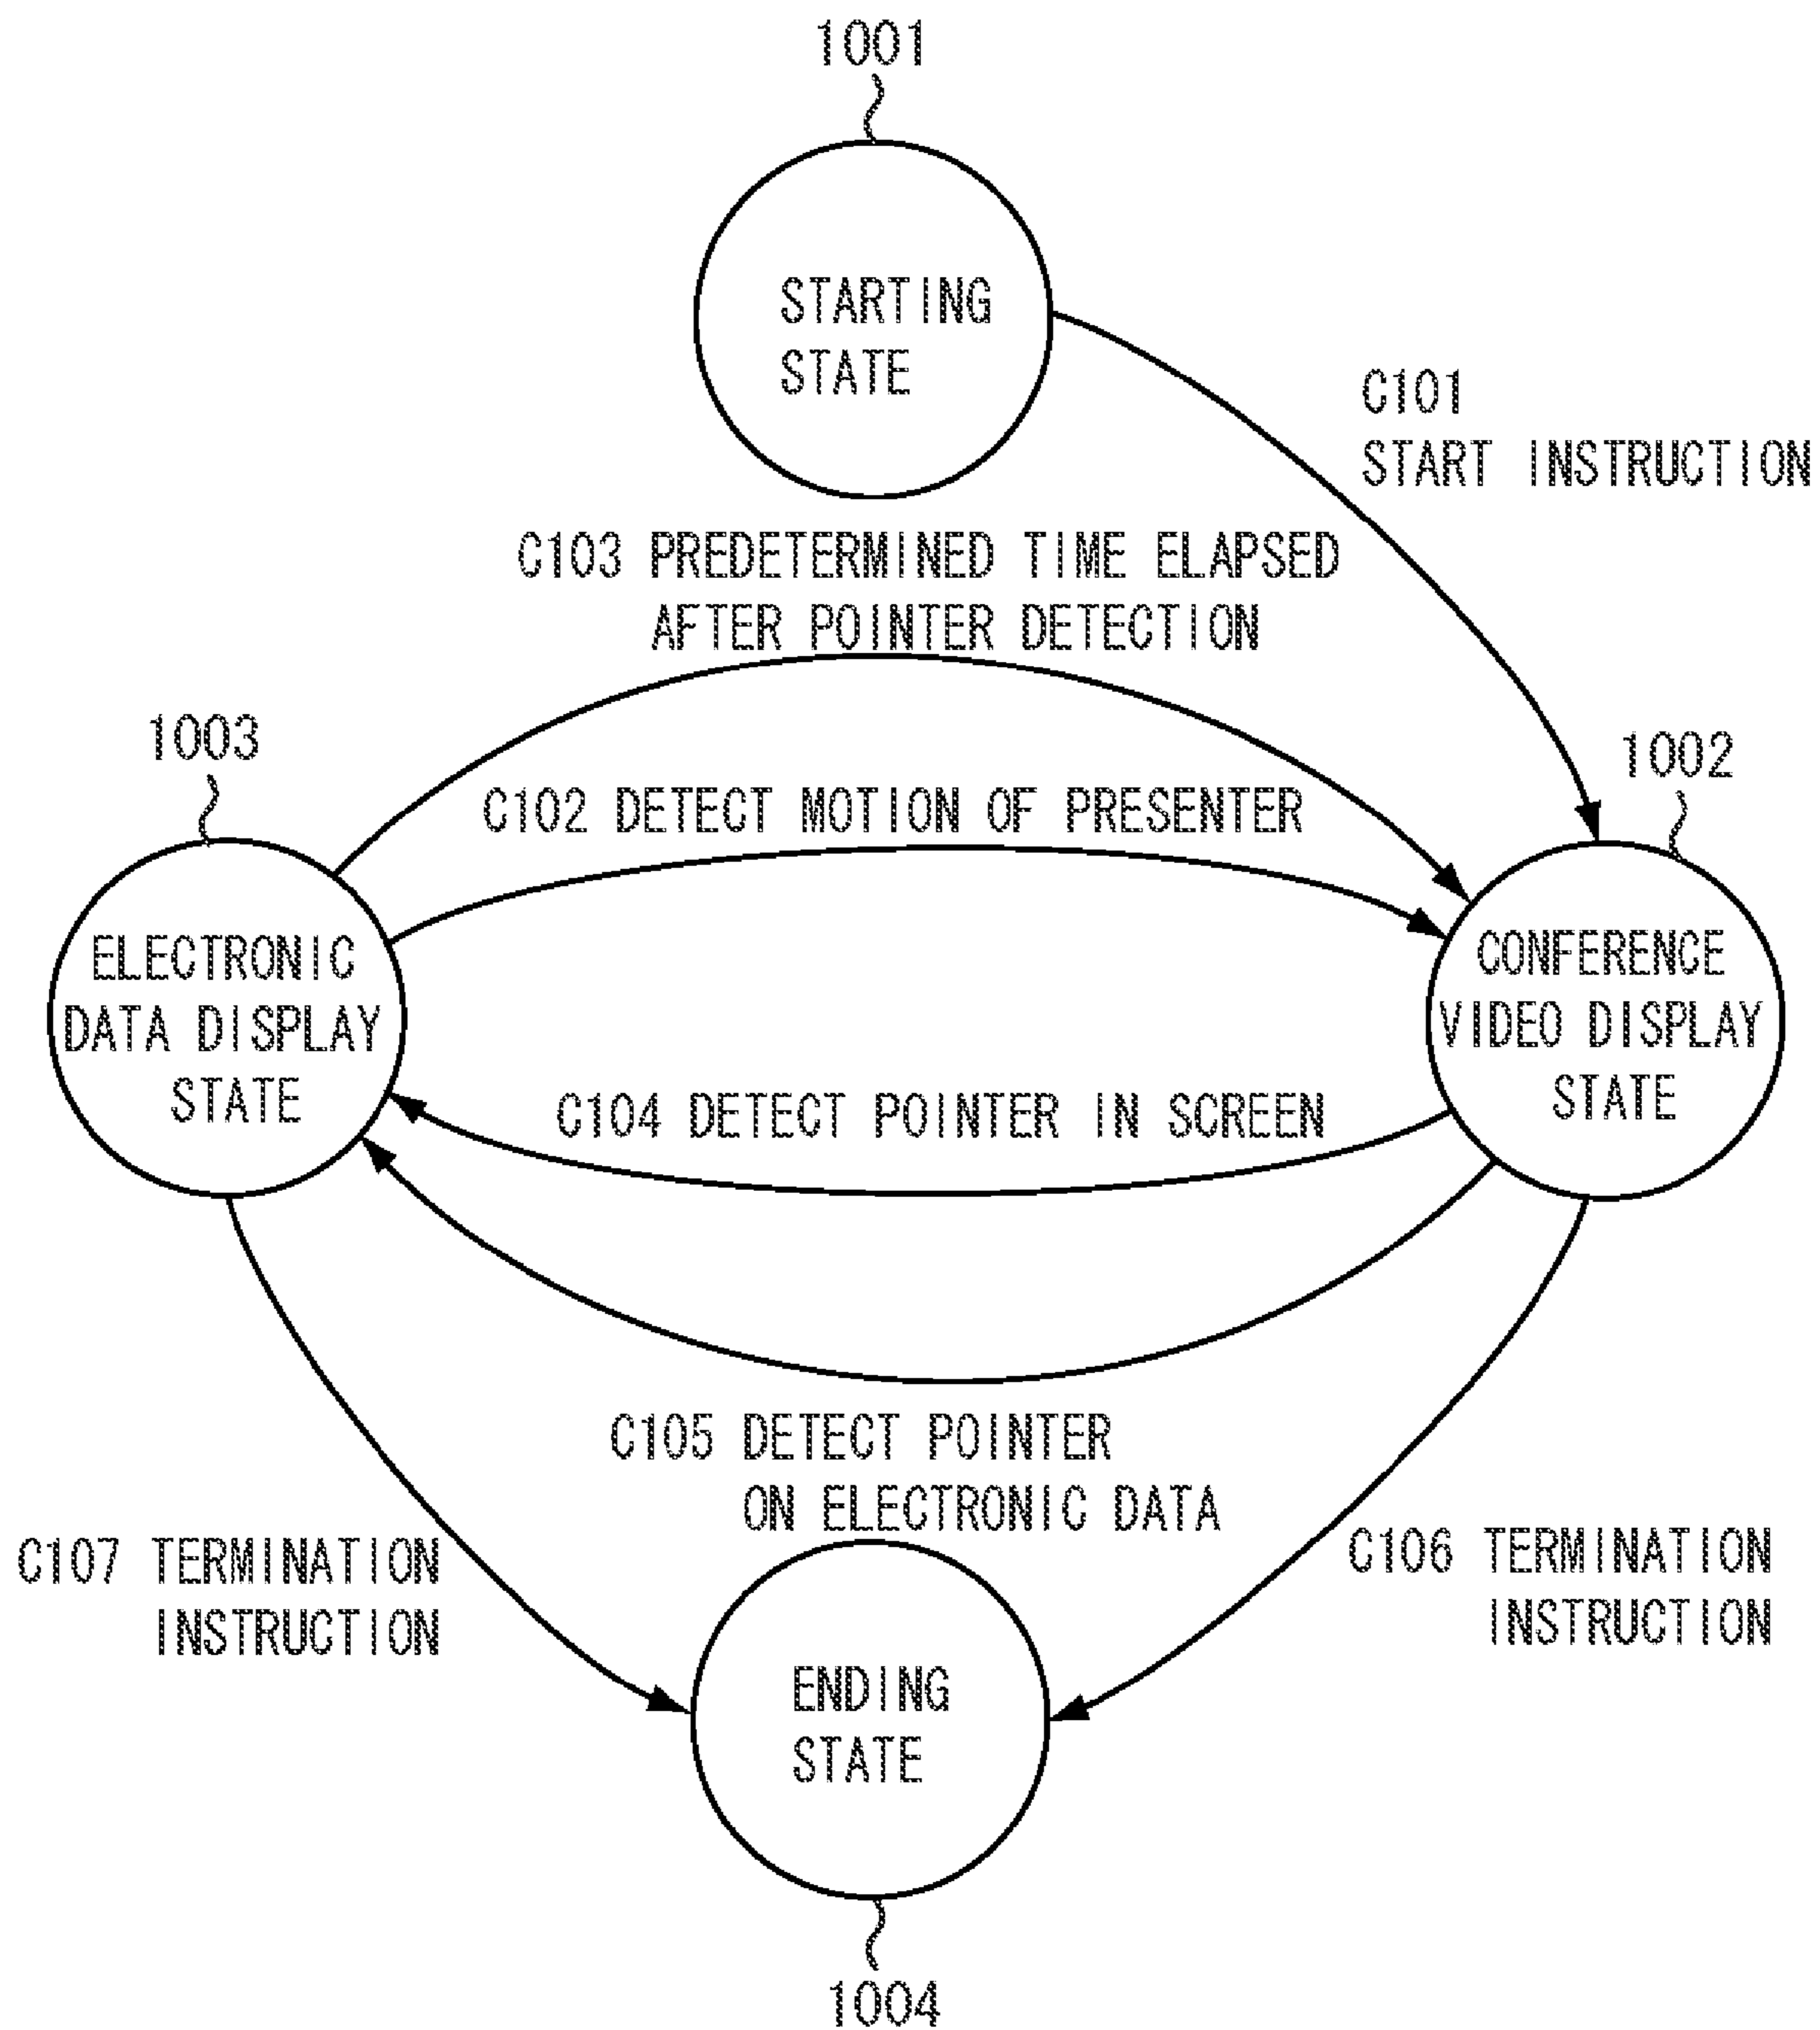 1001
STARTING
STATE
C101
START INSTRUCTION
C103 PREDETERMINED TIME ELAPSED
AFTER POINTER DETECTION
1003
1002
C102 DETECT MOTION OF PRESENTER
ELECTRONIC
DATA DISPLAY
STATE
CONFERENCE
VIDEO DISPLAY
STATE
C104 DETECT POINTER IN SCREEN
C105 DETECT POINTER
ON ELECTRONIC DATA
C107 TERMINATION
INSTRUCTION
C106 TERMINATION
INSTRUCTION
ENDING
STATE
1004